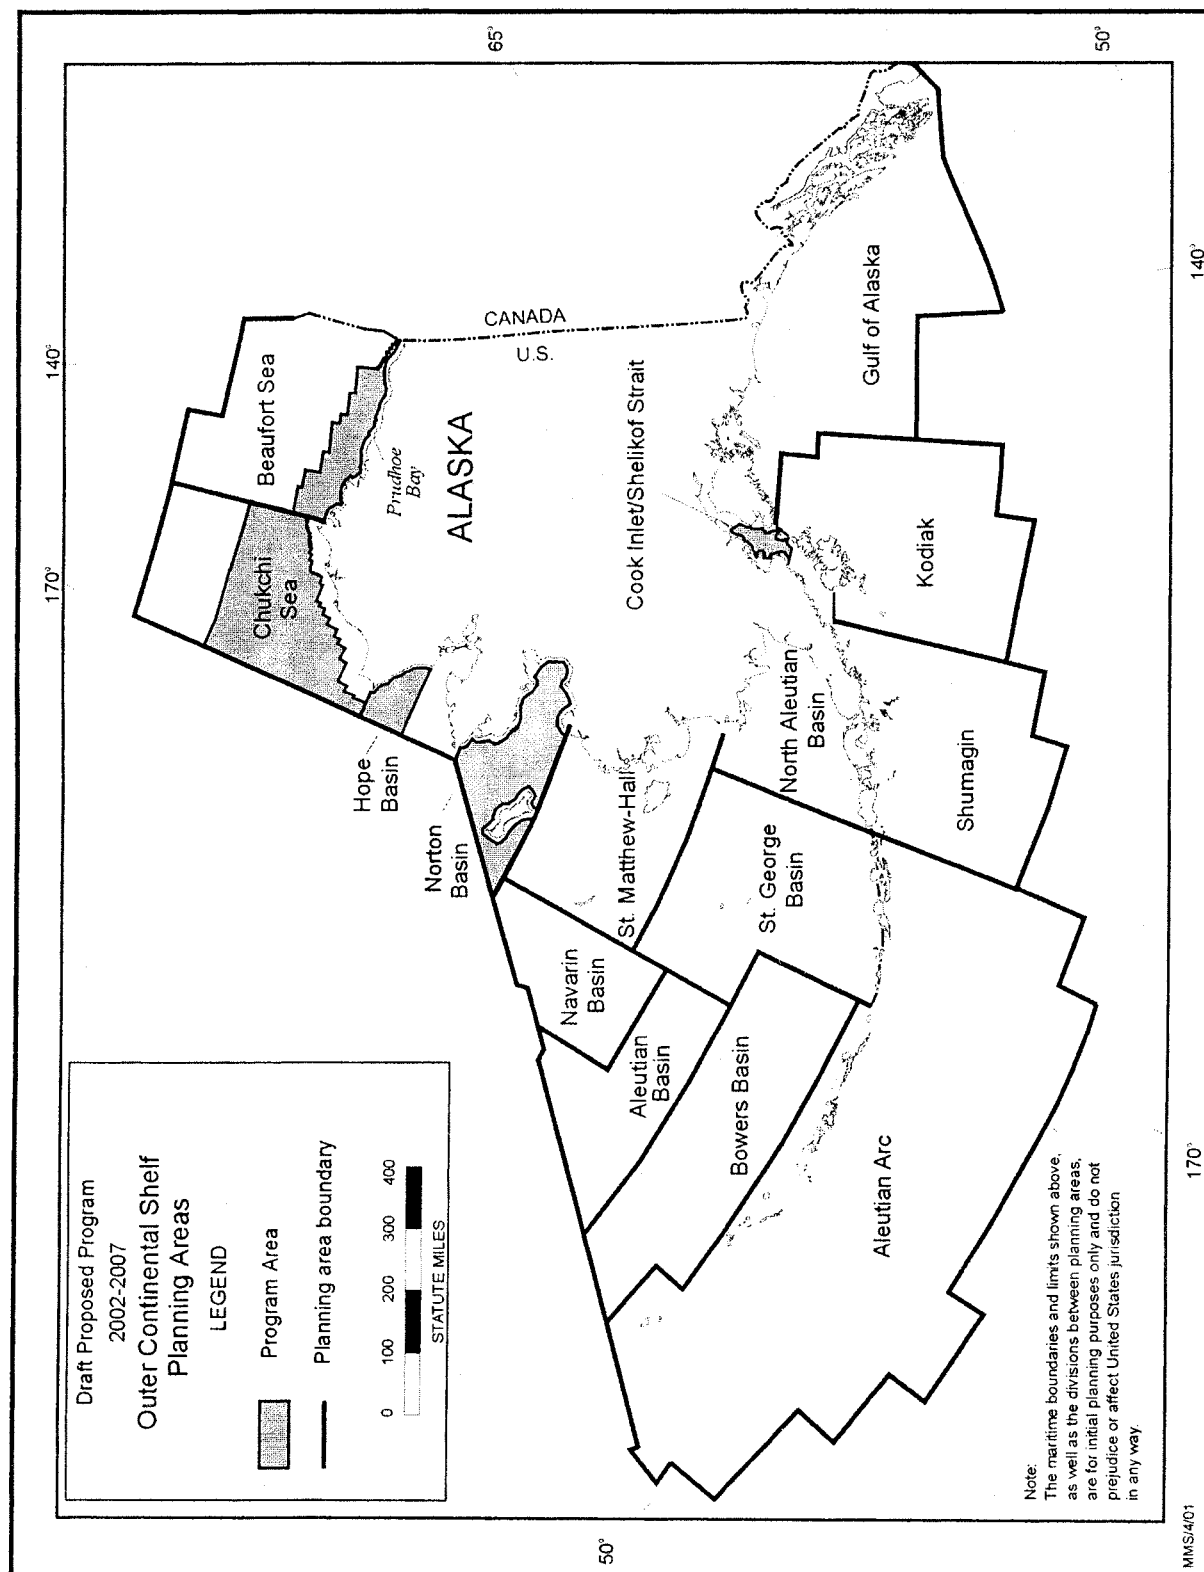 Draft Proposed Program
2002-2007
Outer Continental Shelf
Planning Areas
LEGEND
Program Area
Planning area boundary
0 100 200 300 400
STATUTE MILES
170°
140°
65°
50°
140°
170°
50°
Chukchi
Sea
Beaufort Sea
Prudhoe
Bay
ALASKA
CANADA
U.S.
Hope
Basin
Norton
Basin
Navarin
Basin
St. Matthew-Hall
Aleutian
Basin
Bowers Basin
St. George
Basin
North Aleutian
Basin
Cook Inlet/Shelikof Strait
Gulf of Alaska
Kodiak
Shumagin
Aleutian Arc
Note:
The maritime boundaries and limits shown above,
as well as the divisions between planning areas,
are for initial planning purposes only and do not
prejudice or affect United States jurisdiction
in any way.
MMS/4/01